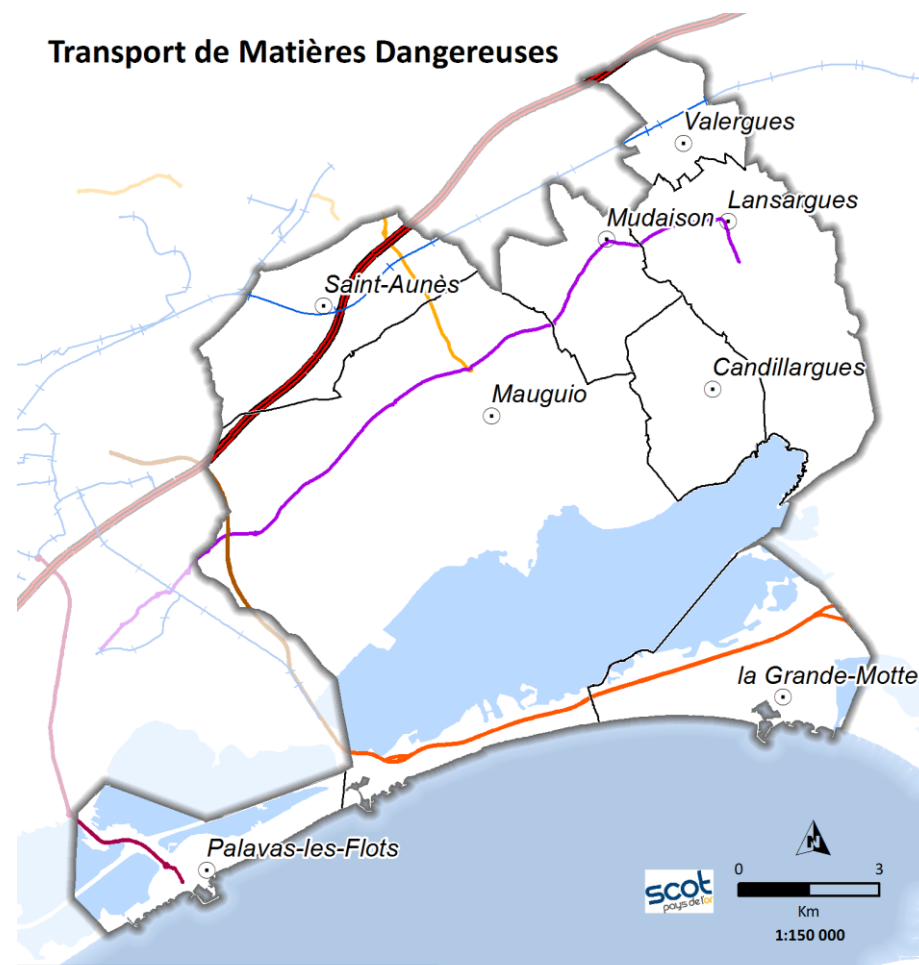 Transport de Matières Dangereuses
Valergues
Lansargues
Mudaison
Saint-Aunès
Candillargues
Mauguio
la Grande-Motte
Palavas-les-Flots
N
scot
pays de l'or
0 3
Km
1:150 000